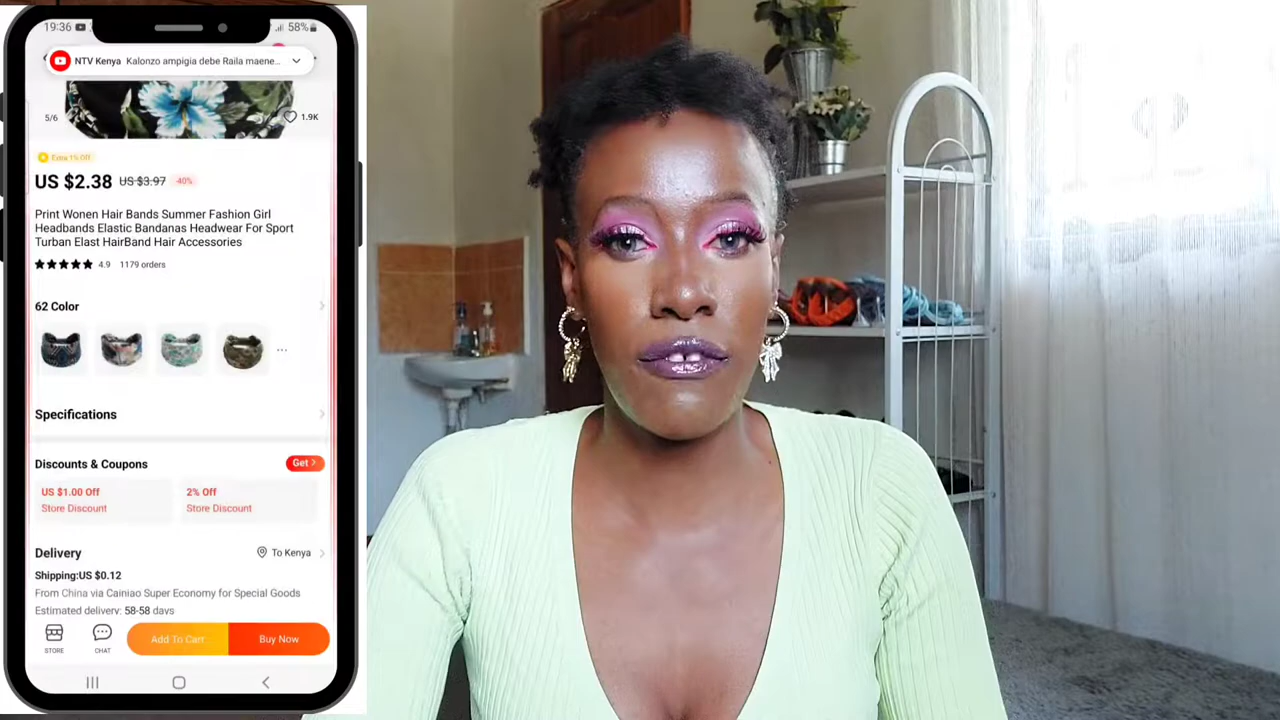 19:36
58%
NTV Kenya Kalonzo ampigia debe Raila maene...
5/6
1.9K
Extra 1% Off
US $2.38 US $3.97 -40%
Print Wonen Hair Bands Summer Fashion Girl
Headbands Elastic Bandanas Headwear For Sport
Turban Elast HairBand Hair Accessories
4.9 1179 orders
62 Color
...
Specifications
Discounts & Coupons
Get >
US $1.00 Off
Store Discount
2% Off
Store Discount
Delivery
To Kenya
Shipping:US $0.12
From China via Cainiao Super Economy for Special Goods
Estimated delivery: 58-58 days
STORE
CHAT
Add To Cart
Buy Now